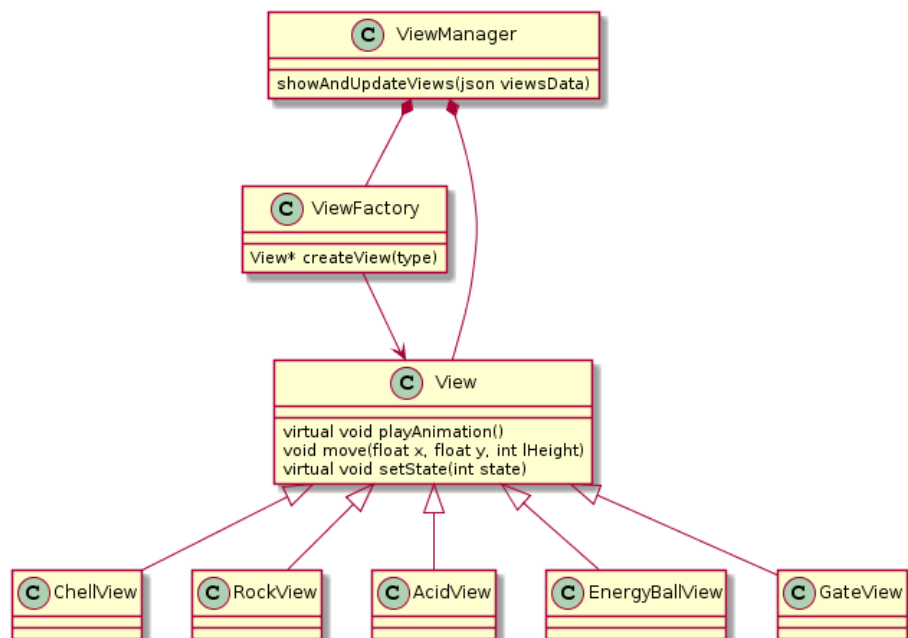 C ViewManager
showAndUpdateViews(json viewsData)
C ViewFactory
View* createView(type)
C View
virtual void playAnimation()
void move(float x, float y, int lHeight)
virtual void setState(int state)
C ChellView
C RockView
C AcidView
C EnergyBallView
C GateView